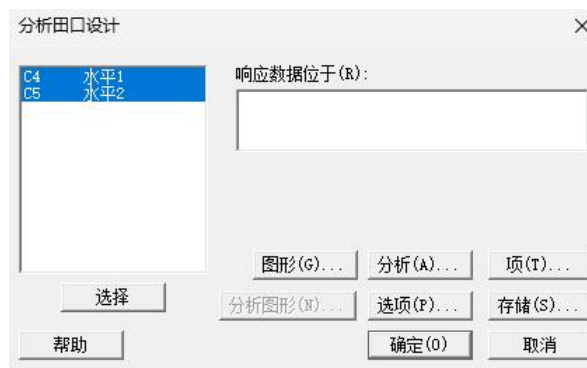 分析田口设计
C4 水平1
C5 水平2
响应数据位于(R):
图形(G)...
分析(A)...
项(T)...
选择
分析图形(N)...
选项(P)...
存储(S)...
帮助
确定(O)
取消